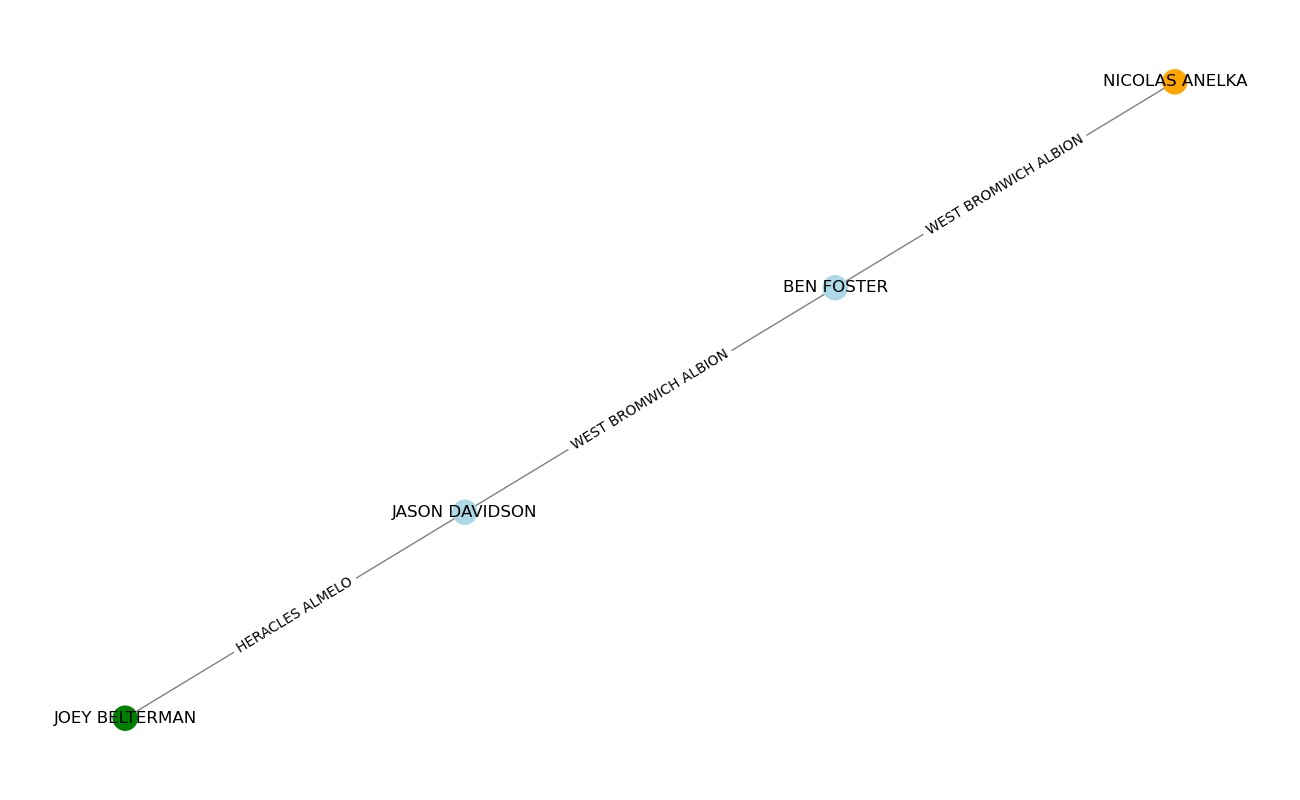 NICOLAS ANELKA
WEST BROMWICH ALBION
BEN FOSTER
WEST BROMWICH ALBION
JASON DAVIDSON
HERACLES ALMELO
JOEY BELTERMAN